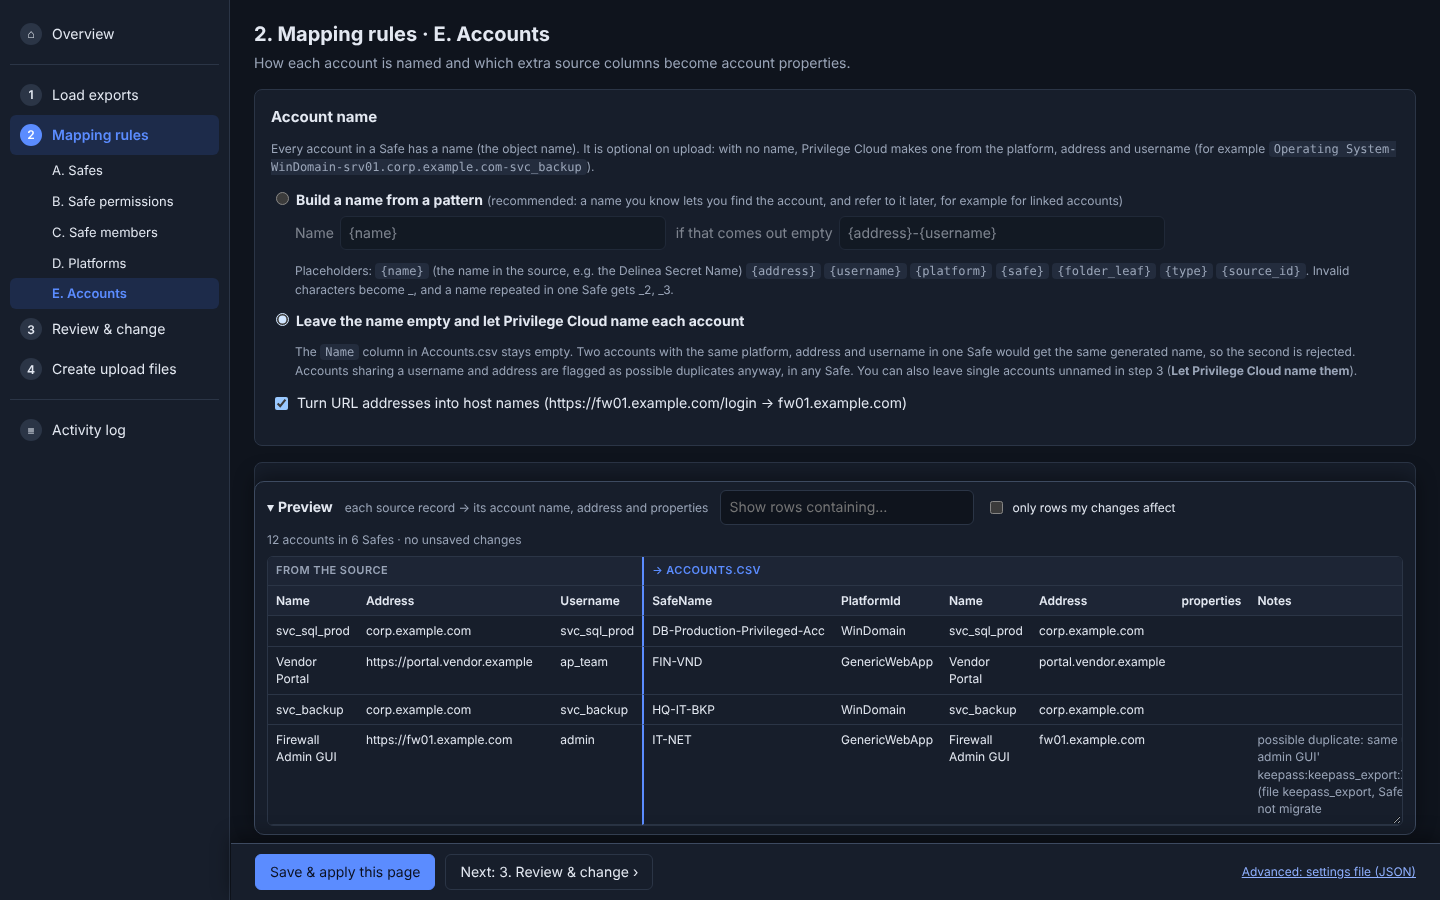 Overview
1 Load exports
2 Mapping rules
A. Safes
B. Safe permissions
C. Safe members
D. Platforms
E. Accounts
3 Review & change
4 Create upload files
Activity log
2. Mapping rules · E. Accounts
How each account is named and which extra source columns become account properties.
Account name
Every account in a Safe has a name (the object name). It is optional on upload: with no name, Privilege Cloud makes one from the platform, address and username (for example Operating System-
WinDomain-srv01.corp.example.com-svc_backup ).
Build a name from a pattern (recommended: a name you know lets you find the account, and refer to it later, for example for linked accounts)
Name {name} if that comes out empty {address}-{username}
Placeholders: {name} (the name in the source, e.g. the Delinea Secret Name) {address} {username} {platform} {safe} {folder_leaf} {type} {source_id} . Invalid
characters become _, and a name repeated in one Safe gets _2, _3.
Leave the name empty and let Privilege Cloud name each account
The Name column in Accounts.csv stays empty. Two accounts with the same platform, address and username in one Safe would get the same generated name, so the second is rejected.
Accounts sharing a username and address are flagged as possible duplicates anyway, in any Safe. You can also leave single accounts unnamed in step 3 (Let Privilege Cloud name them).
Turn URL addresses into host names (https://fw01.example.com/login → fw01.example.com)
▾ Preview each source record → its account name, address and properties Show rows containing... only rows my changes affect
12 accounts in 6 Safes · no unsaved changes
FROM THE SOURCE → ACCOUNTS.CSV
Name Address Username SafeName PlatformId Name Address properties Notes
svc_sql_prod corp.example.com svc_sql_prod DB-Production-Privileged-Acc WinDomain svc_sql_prod corp.example.com
Vendor https://portal.vendor.example ap_team FIN-VND GenericWebApp Vendor portal.vendor.example
Portal Portal
svc_backup corp.example.com svc_backup HQ-IT-BKP WinDomain svc_backup corp.example.com
Firewall https://fw01.example.com admin IT-NET GenericWebApp Firewall fw01.example.com possible duplicate: same
Admin GUI Admin GUI admin GUI'
keepass:keepass_export:
(file keepass_export, Safe
not migrate
Save & apply this page Next: 3. Review & change › Advanced: settings file (JSON)